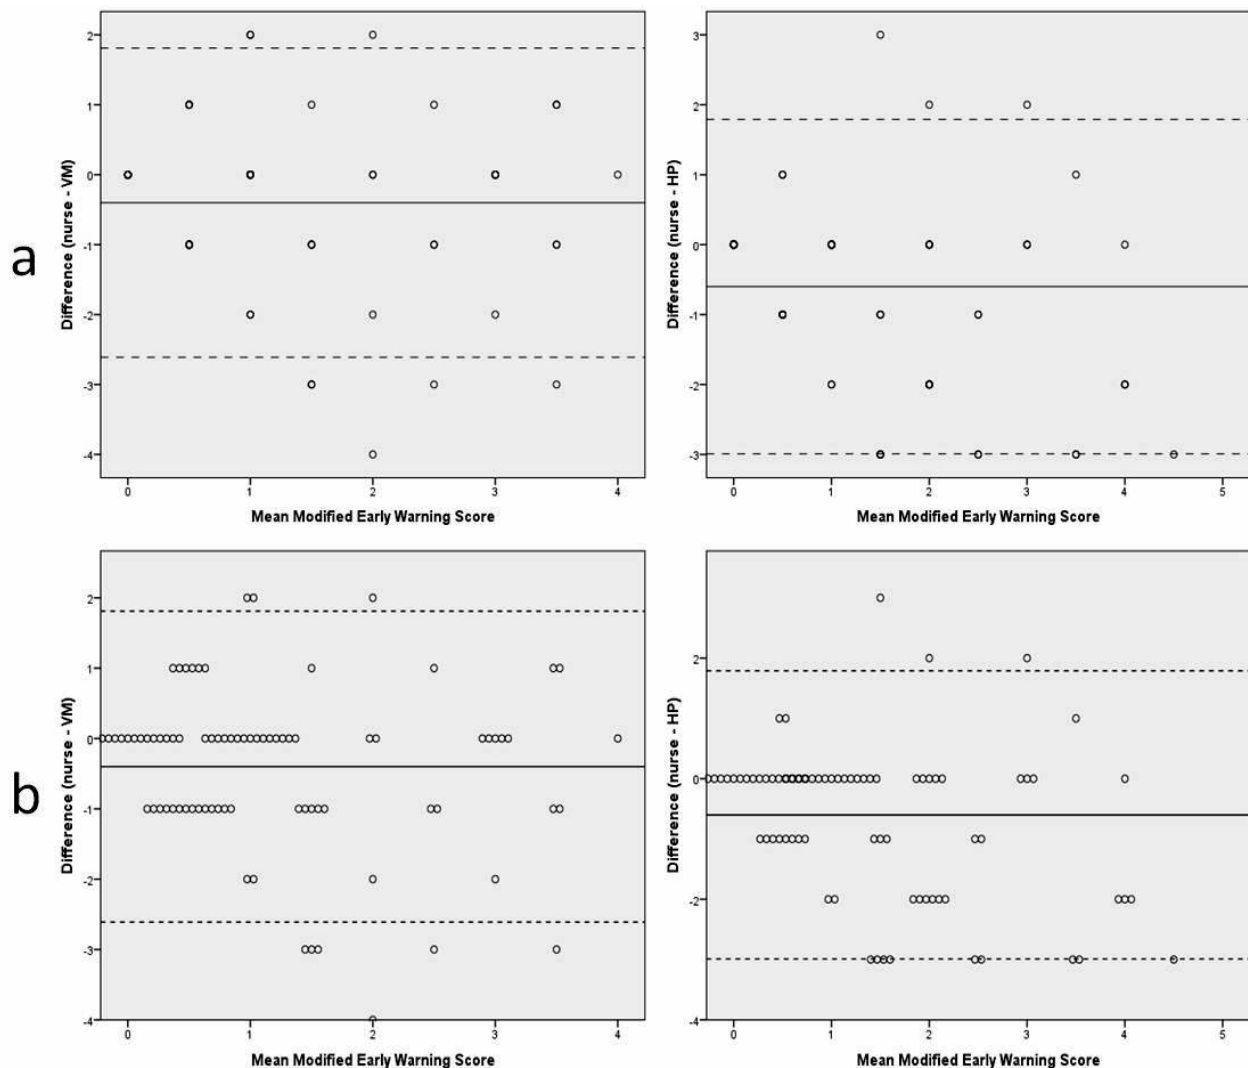 a
Difference (nurse - VM)
2
1
0
-1
-2
-3
-4
0 1 2 3 4
Mean Modified Early Warning Score
Difference (nurse - HP)
3
2
1
0
-1
-2
-3
0 1 2 3 4 5
Mean Modified Early Warning Score
b
Difference (nurse - VM)
2
1
0
-1
-2
-3
-4
0 1 2 3 4
Mean Modified Early Warning Score
Difference (nurse - HP)
2
0
-2
-4
0 1 2 3 4 5
Mean Modified Early Warning Score